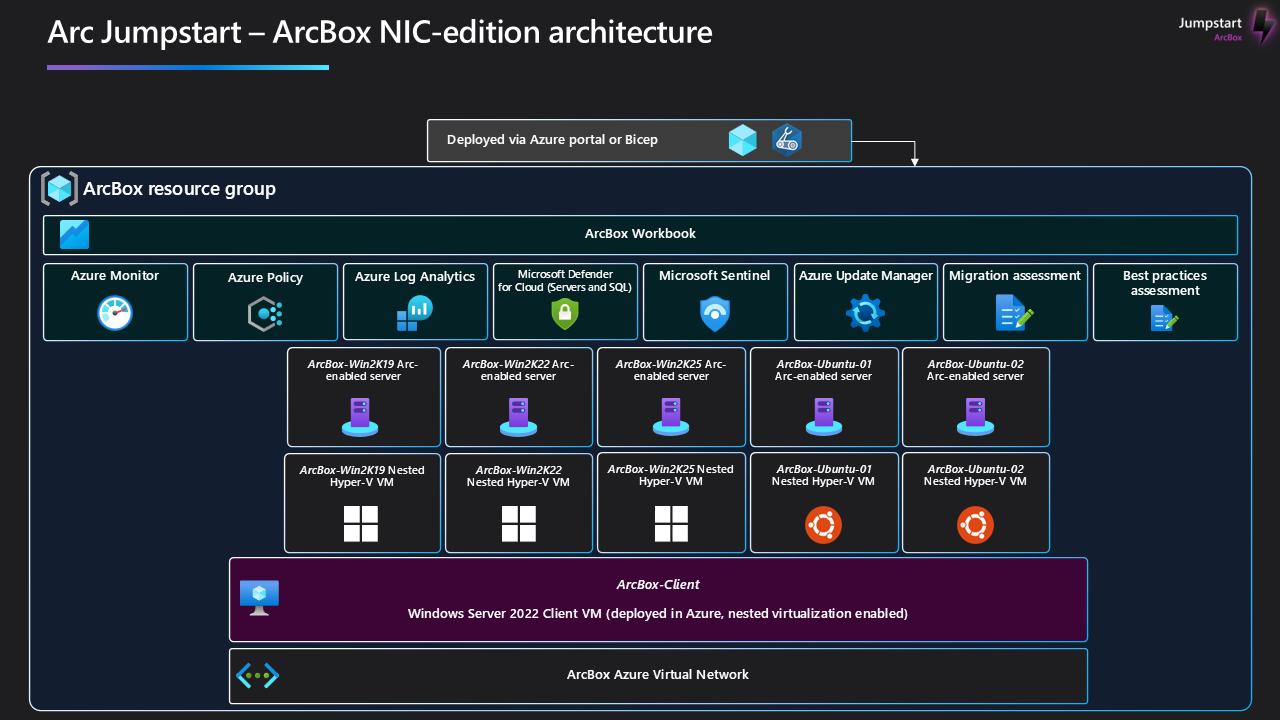 Arc Jumpstart – ArcBox NIC-edition architecture
Jumpstart
ArcBox
Deployed via Azure portal or Bicep
ArcBox resource group
ArcBox Workbook
Azure Monitor
Azure Policy
Azure Log Analytics
Microsoft Defender
for Cloud (Servers and SQL)
Microsoft Sentinel
Azure Update Manager
Migration assessment
Best practices
assessment
ArcBox-Win2K19 Arc-
enabled server
ArcBox-Win2K22 Arc-
enabled server
ArcBox-Win2K25 Arc-
enabled server
ArcBox-Ubuntu-01
Arc-enabled server
ArcBox-Ubuntu-02
Arc-enabled server
ArcBox-Win2K19 Nested
Hyper-V VM
ArcBox-Win2K22
Nested Hyper-V VM
ArcBox-Win2K25 Nested
Hyper-V VM
ArcBox-Ubuntu-01
Nested Hyper-V VM
ArcBox-Ubuntu-02
Nested Hyper-V VM
ArcBox-Client
Windows Server 2022 Client VM (deployed in Azure, nested virtualization enabled)
ArcBox Azure Virtual Network